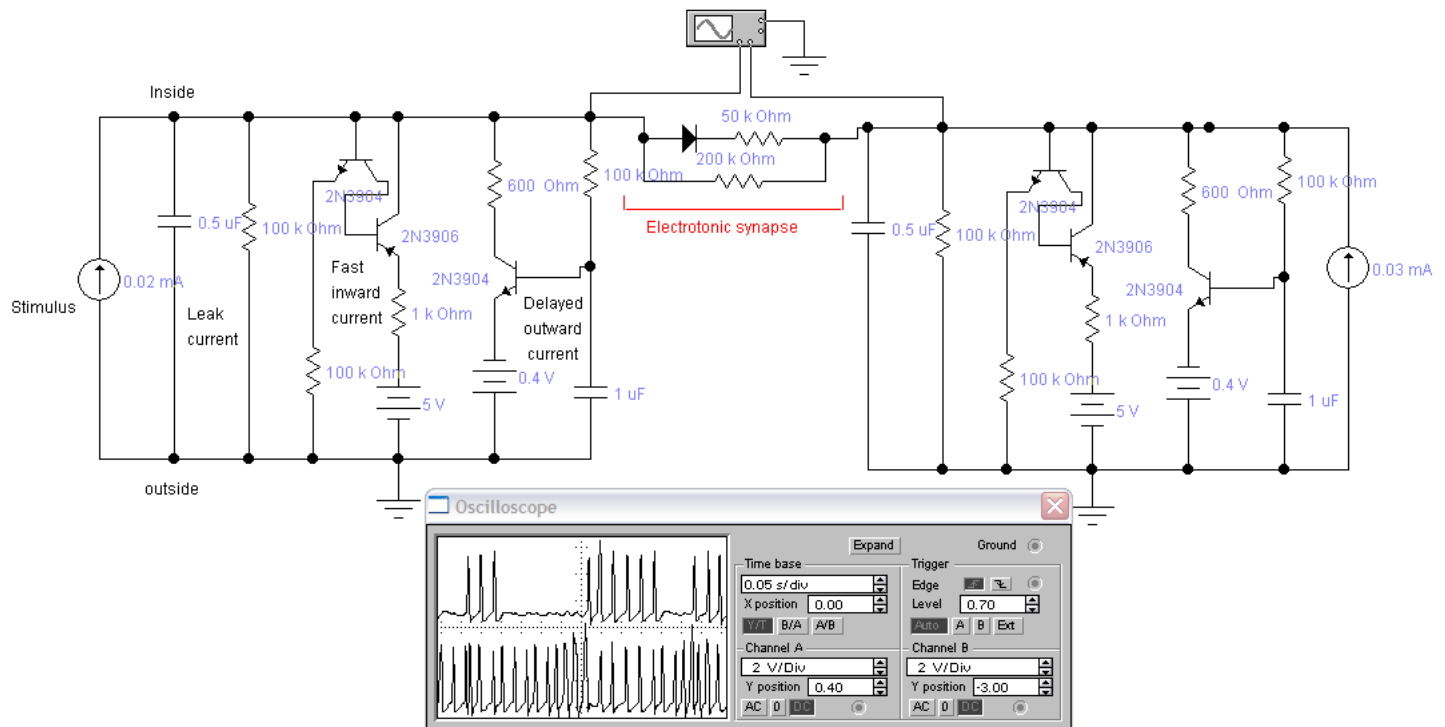 Inside
50 k Ohm
200 k Ohm
600 Ohm
100 k Ohm
600 Ohm
100 k Ohm
2N3904
2N3904
0.5 uF
100 k Ohm
2N3906
Electrotonic synapse
0.5 uF
100 k Ohm
2N3906
0.02 mA
Stimulus
Fast
inward
current
2N3904
Delayed
outward
current
2N3904
0.03 mA
Leak
current
1 k Ohm
1 k Ohm
100 k Ohm
0.4 V
1 uF
100 k Ohm
0.4 V
1 uF
5 V
5 V
outside
Oscilloscope
Expand
Ground
Time base
Trigger
0.05 s/div
Edge
X position 0.00
Level 0.70
Y/T B/A A/B
Auto A B Ext
Channel A
Channel B
2 V/Div
2 V/Div
Y position 0.40
Y position -3.00
AC 0 DC
AC 0 DC